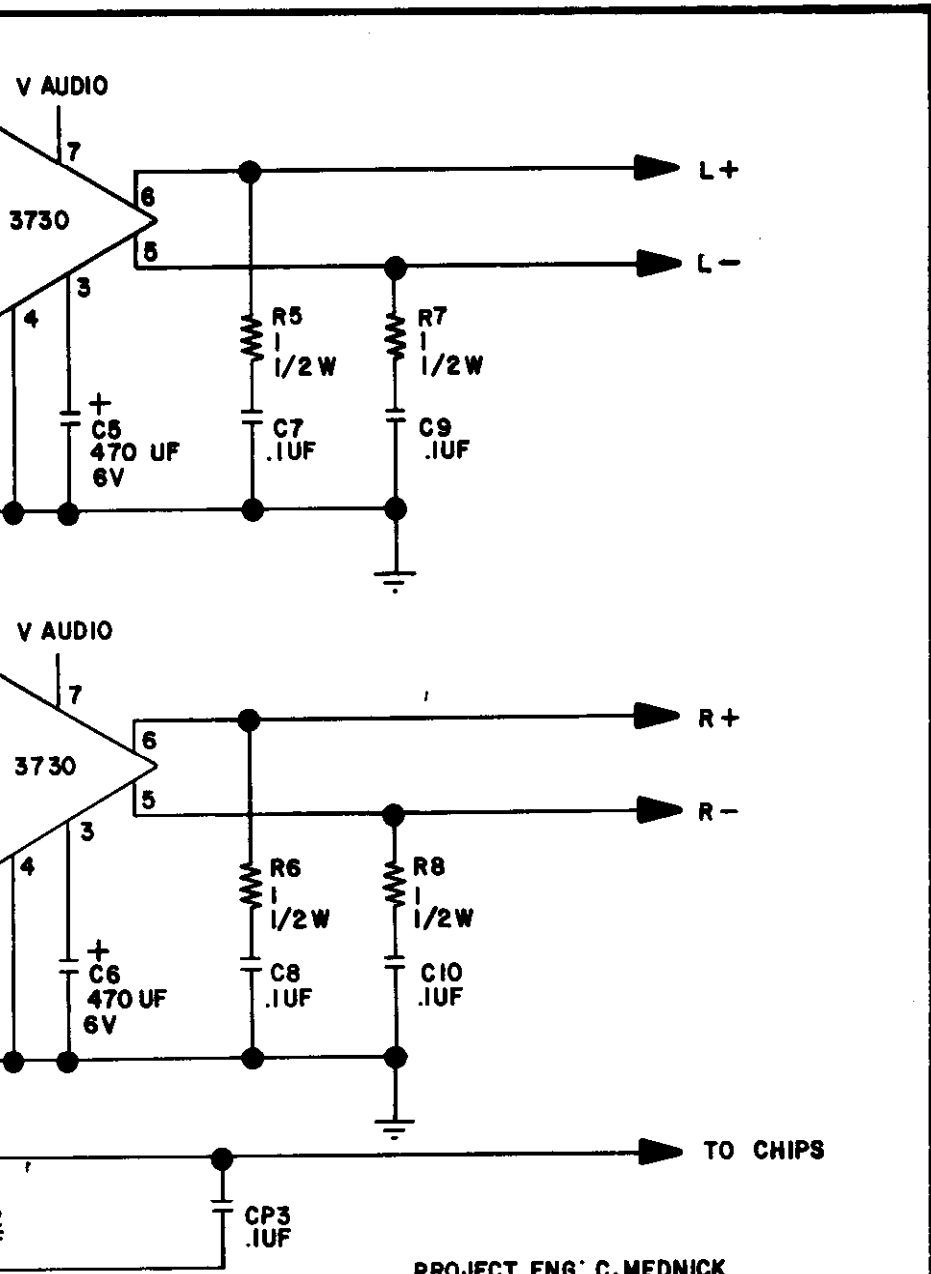 V AUDIO
7
6
3730
5
3
4
L+
L-
R5
1
1/2W
R7
1
1/2W
+
C5
470 UF
6V
C7
.1UF
C9
.1UF
V AUDIO
7
6
3730
5
3
4
R+
R-
R6
1
1/2W
R8
1
1/2W
+
C6
470 UF
6V
C8
.1UF
C10
.1UF
TO CHIPS
CP3
.1UF
PROJECT ENG: C. MEDNICK